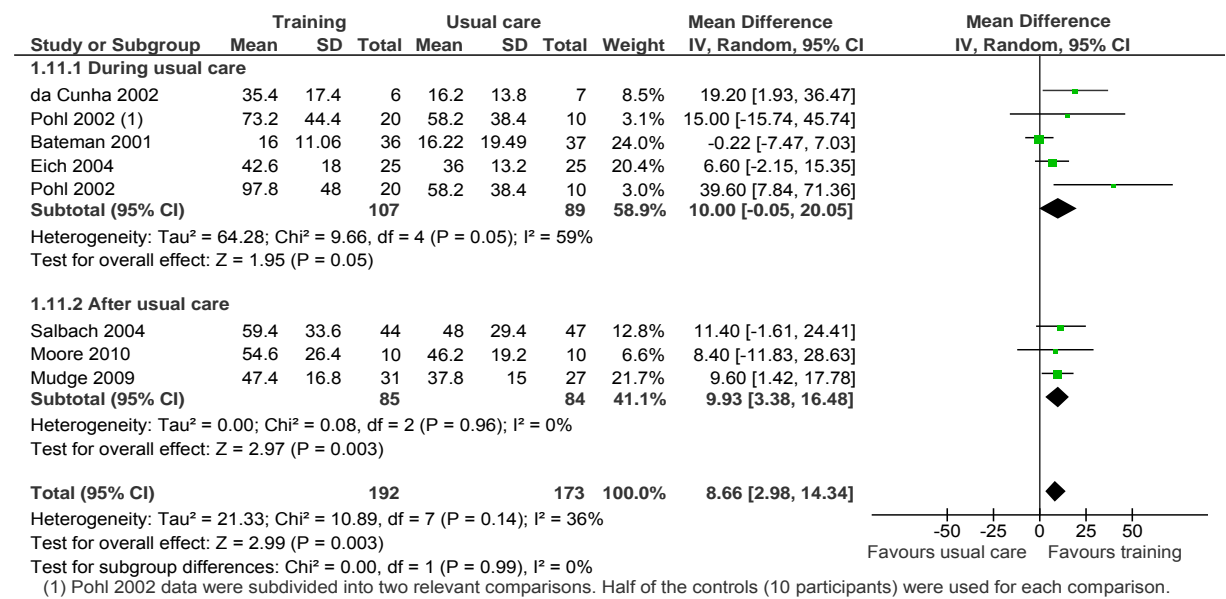 Training Usual care Mean Difference Mean Difference
Study or Subgroup Mean SD Total Mean SD Total Weight IV, Random, 95% CI IV, Random, 95% CI
1.11.1 During usual care
da Cunha 2002 35.4 17.4 6 16.2 13.8 7 8.5% 19.20 [1.93, 36.47]
Pohl 2002 (1) 73.2 44.4 20 58.2 38.4 10 3.1% 15.00 [-15.74, 45.74]
Bateman 2001 16 11.06 36 16.22 19.49 37 24.0% -0.22 [-7.47, 7.03]
Eich 2004 42.6 18 25 36 13.2 25 20.4% 6.60 [-2.15, 15.35]
Pohl 2002 97.8 48 20 58.2 38.4 10 3.0% 39.60 [7.84, 71.36]
Subtotal (95% CI) 107 89 58.9% 10.00 [-0.05, 20.05]
Heterogeneity: Tau² = 64.28; Chi² = 9.66, df = 4 (P = 0.05); I² = 59%
Test for overall effect: Z = 1.95 (P = 0.05)
1.11.2 After usual care
Salbach 2004 59.4 33.6 44 48 29.4 47 12.8% 11.40 [-1.61, 24.41]
Moore 2010 54.6 26.4 10 46.2 19.2 10 6.6% 8.40 [-11.83, 28.63]
Mudge 2009 47.4 16.8 31 37.8 15 27 21.7% 9.60 [1.42, 17.78]
Subtotal (95% CI) 85 84 41.1% 9.93 [3.38, 16.48]
Heterogeneity: Tau² = 0.00; Chi² = 0.08, df = 2 (P = 0.96); I² = 0%
Test for overall effect: Z = 2.97 (P = 0.003)
Total (95% CI) 192 173 100.0% 8.66 [2.98, 14.34]
Heterogeneity: Tau² = 21.33; Chi² = 10.89, df = 7 (P = 0.14); I² = 36%
Test for overall effect: Z = 2.99 (P = 0.003)
Test for subgroup differences: Chi² = 0.00, df = 1 (P = 0.99), I² = 0%
-50 -25 0 25 50
Favours usual care Favours training
(1) Pohl 2002 data were subdivided into two relevant comparisons. Half of the controls (10 participants) were used for each comparison.